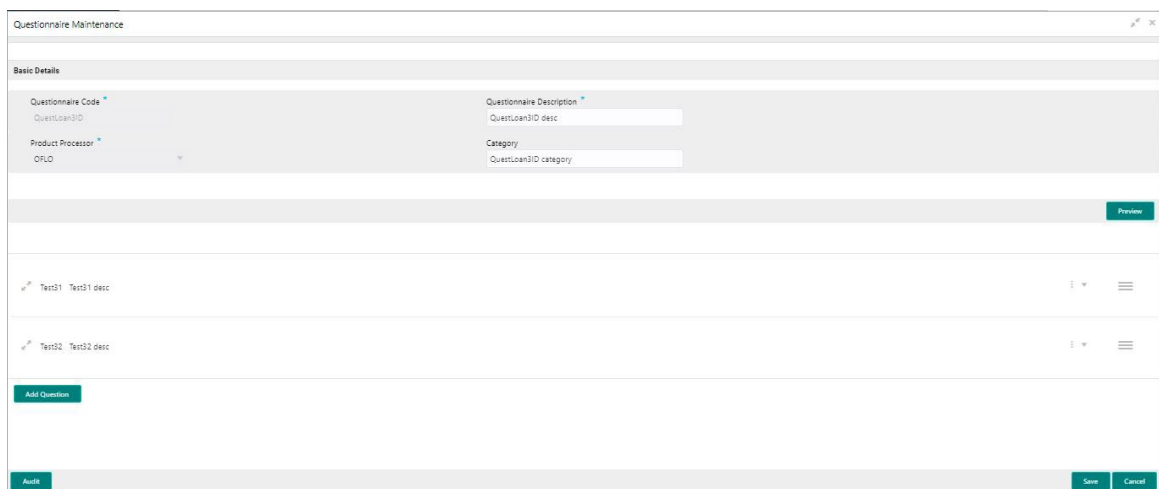 Questionnaire Maintenance
Basic Details
Questionnaire Code *
Questionnaire Description *
QuestLoan3ID
QuestLoan3ID desc
Product Processor *
Category
OFLO
QuestLoan3ID category
Preview
Test31 Test31 desc
Test32 Test32 desc
Add Question
Audit
Save
Cancel